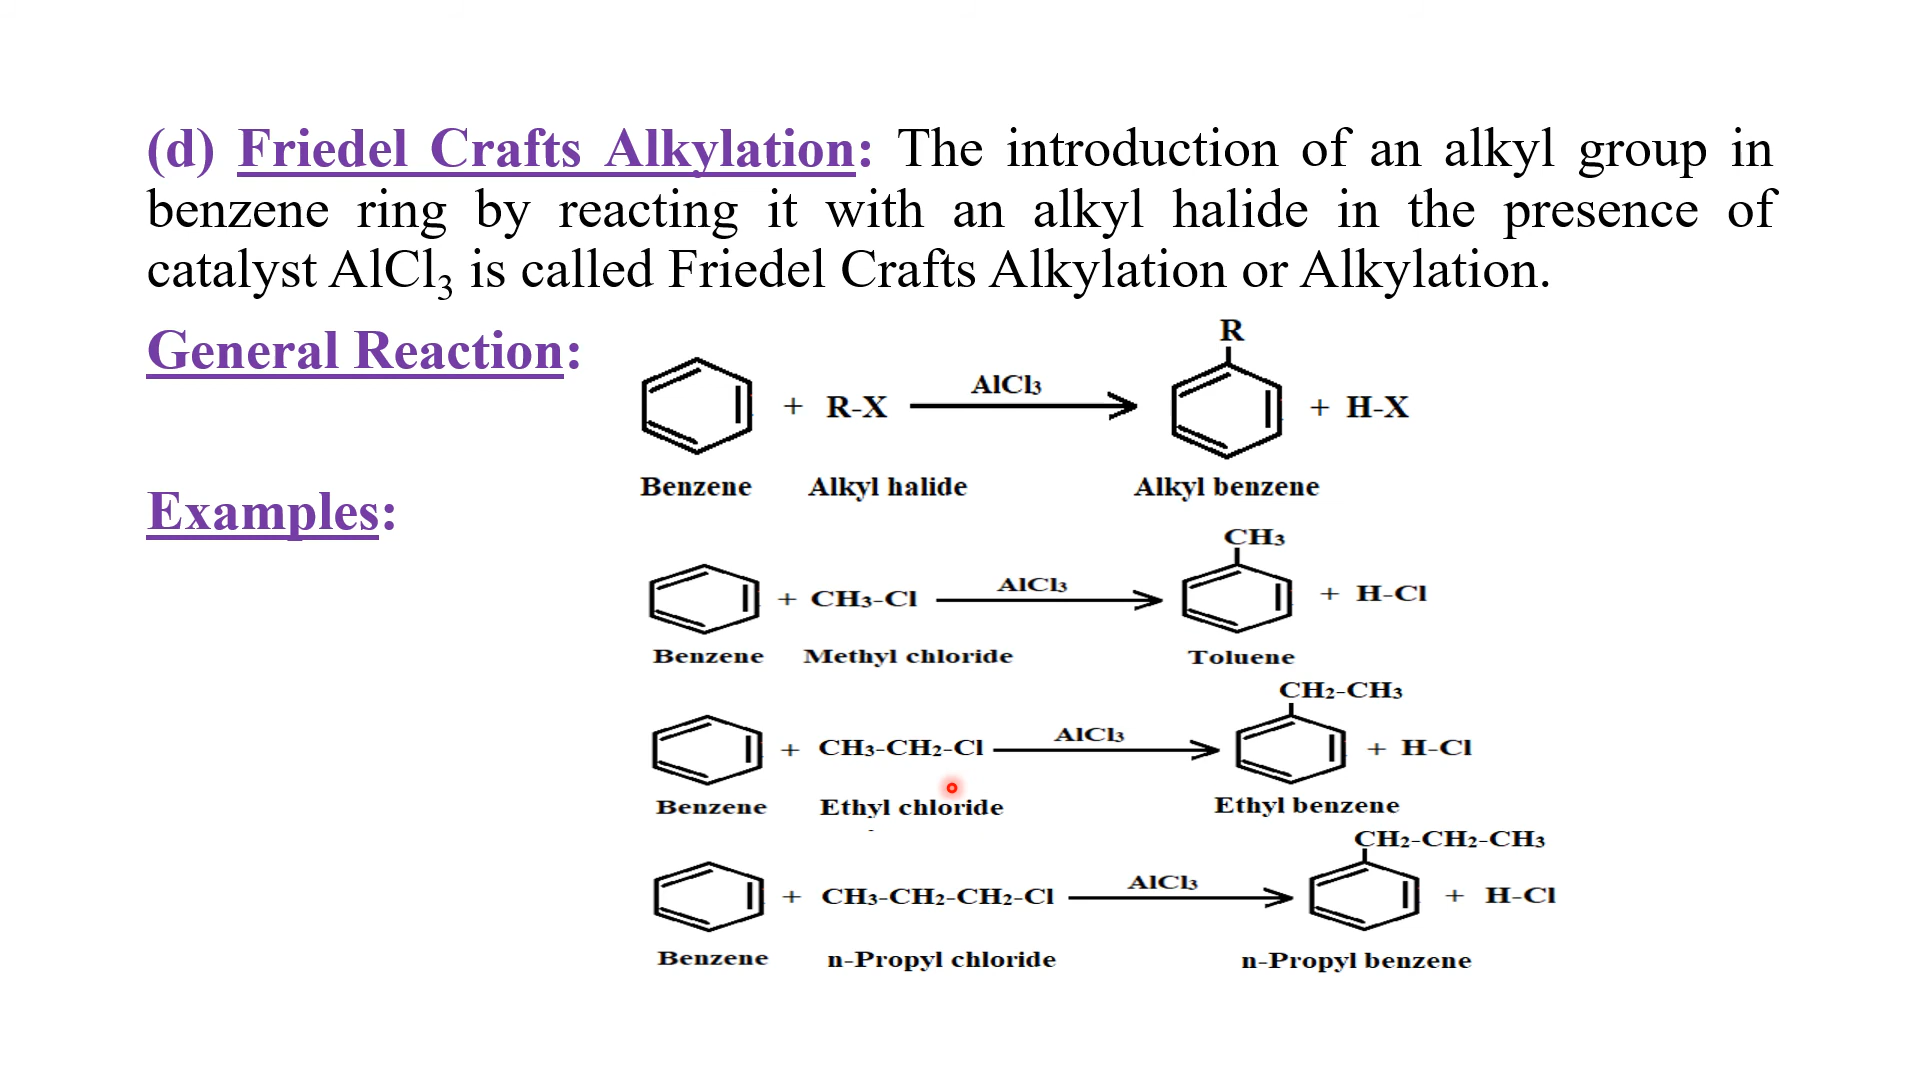 (d) Friedel Crafts Alkylation: The introduction of an alkyl group in
benzene ring by reacting it with an alkyl halide in the presence of
catalyst AlCl₃ is called Friedel Crafts Alkylation or Alkylation.
General Reaction:
R
AlCl₃
+ R-X + H-X
Benzene Alkyl halide Alkyl benzene
Examples:
CH₃
AlCl₃
+ CH₃-Cl + H-Cl
Benzene Methyl chloride Toluene
CH₂-CH₃
AlCl₃
+ CH₃-CH₂-Cl + H-Cl
Benzene Ethyl chloride Ethyl benzene
CH₂-CH₂-CH₃
AlCl₃
+ CH₃-CH₂-CH₂-Cl + H-Cl
Benzene n-Propyl chloride n-Propyl benzene